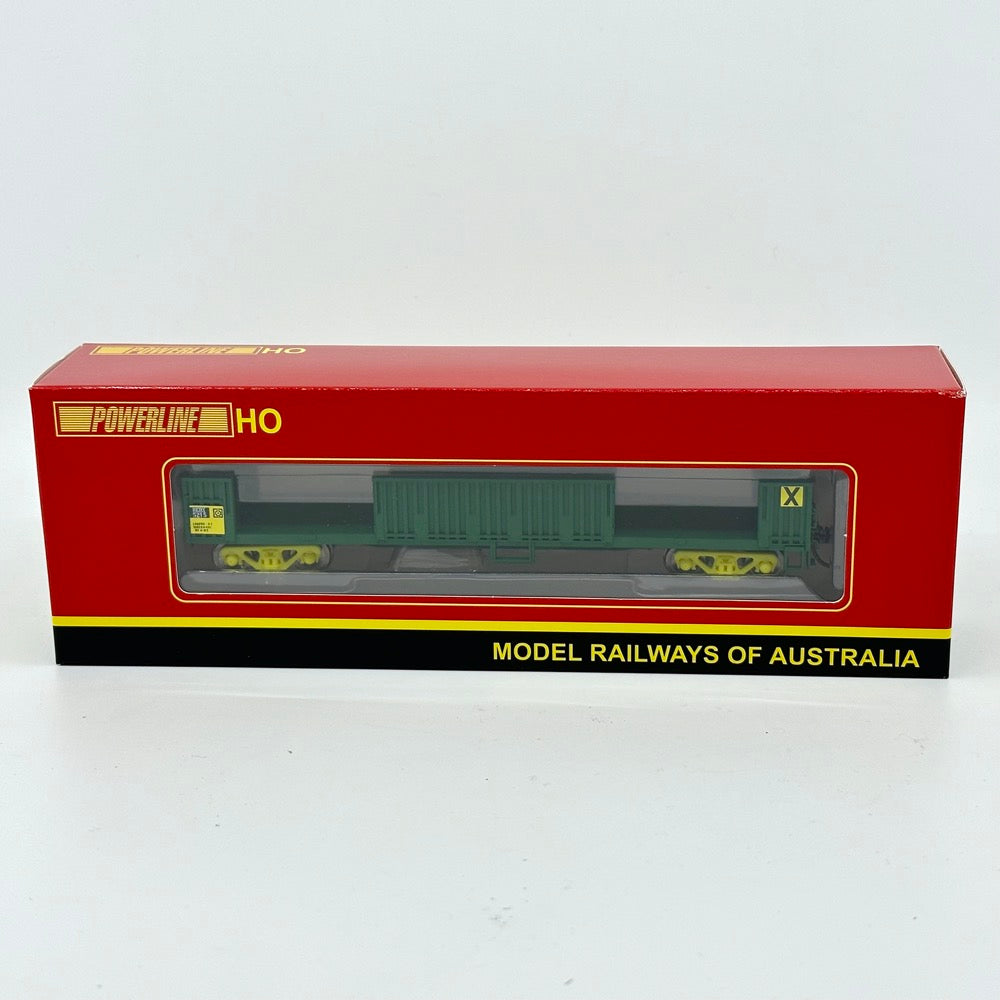 POWERLINE HO
POWERLINE HO
X
MODEL RAILWAYS OF AUSTRALIA